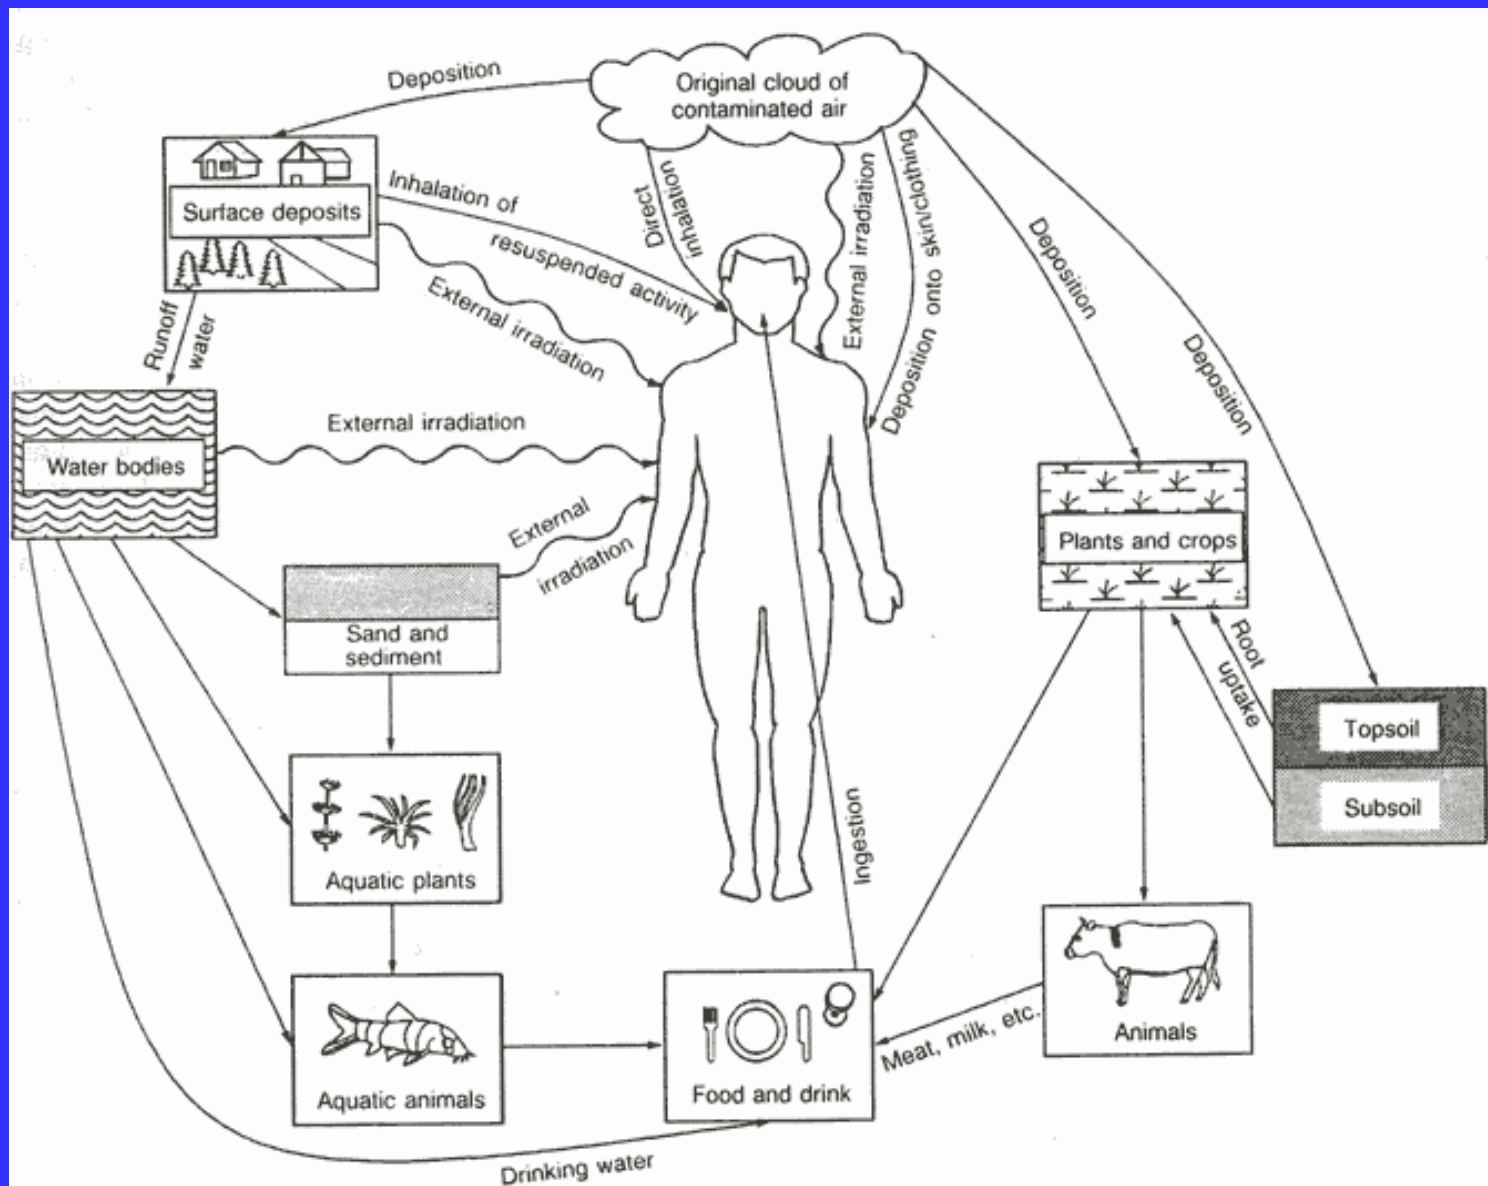 Original cloud of
contaminated air
Deposition
Surface deposits
Inhalation of
resuspended activity
External irradiation
Direct
inhalation
External irradiation
Deposition onto skin/clothing
Deposition
Deposition
Runoff
water
Water bodies
External irradiation
External
irradiation
Sand and
sediment
Plants and crops
Root
uptake
Topsoil
Subsoil
Aquatic plants
Ingestion
Aquatic animals
Food and drink
Meat, milk, etc.
Animals
Drinking water